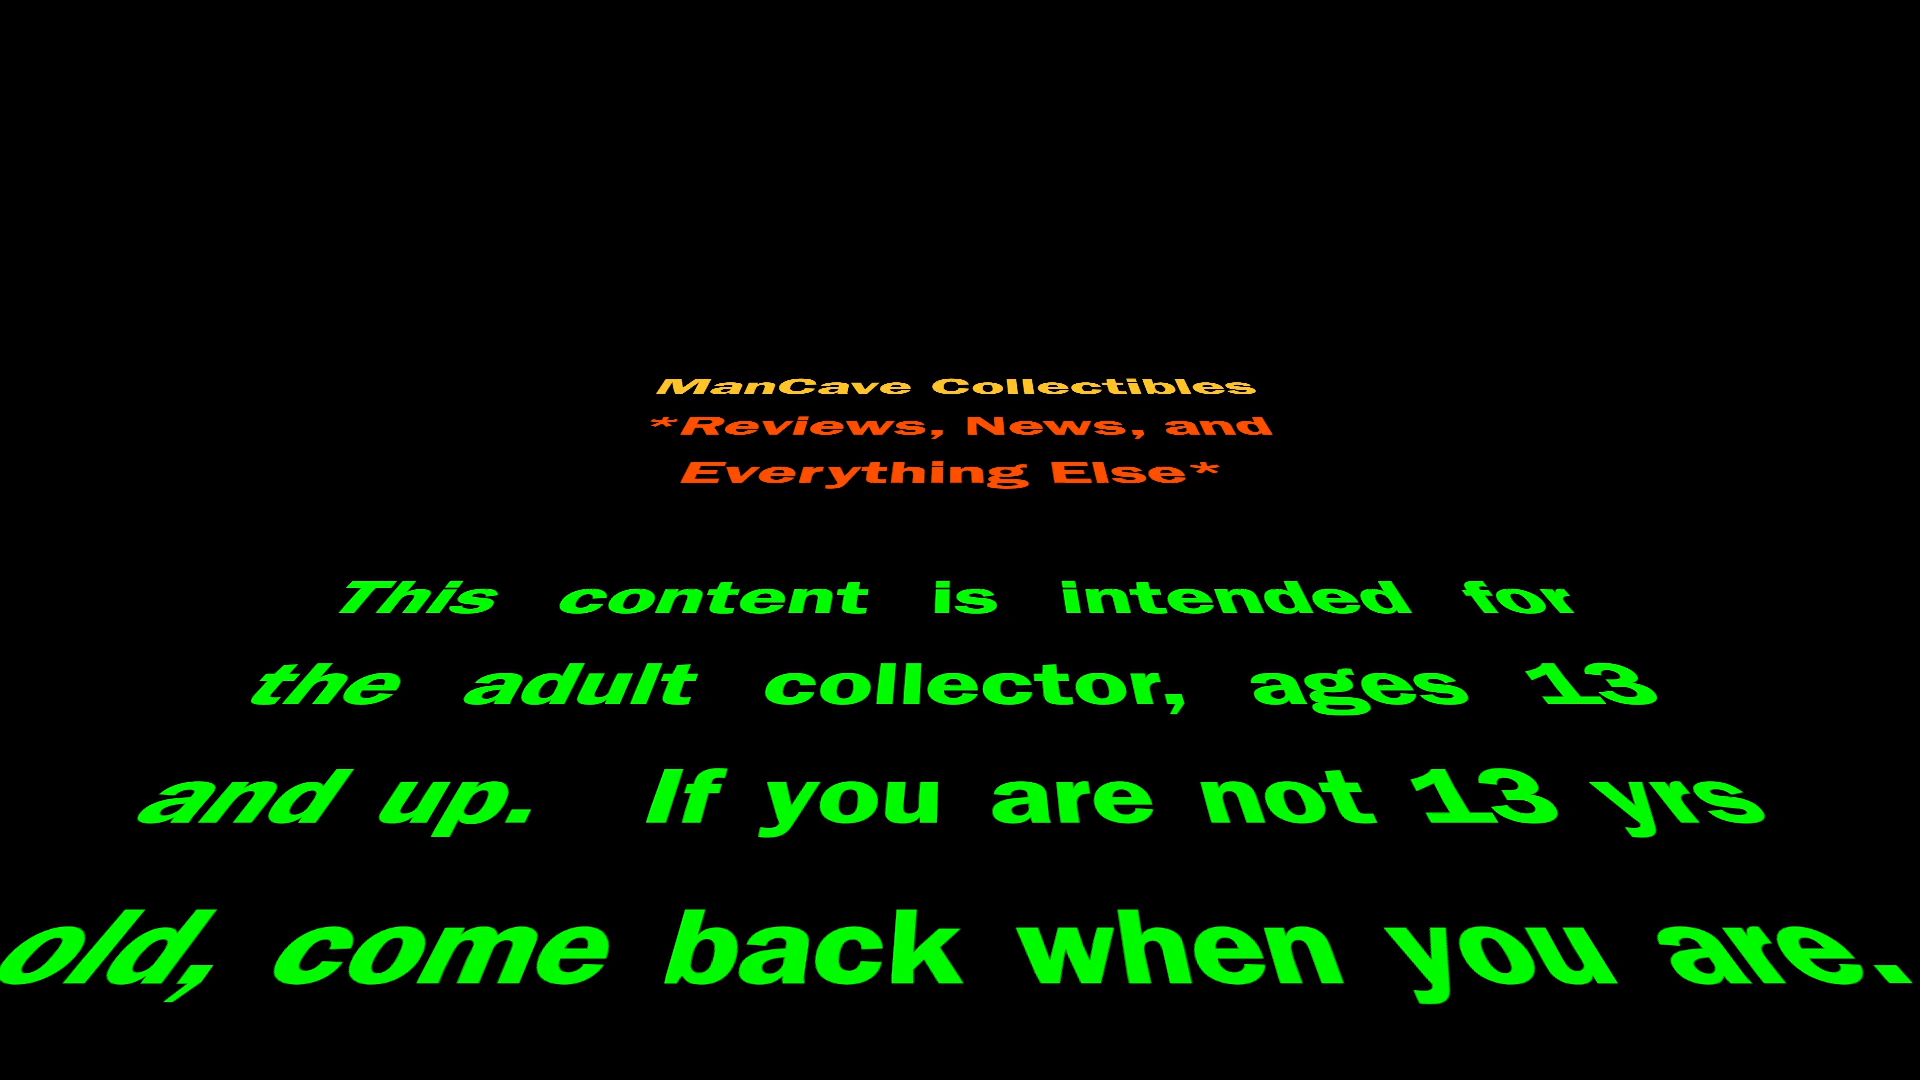 ManCave Collectibles
*Reviews, News, and
Everything Else*
This content is intended for
the adult collector, ages 13
and up. If you are not 13 yrs
old, come back when you are.